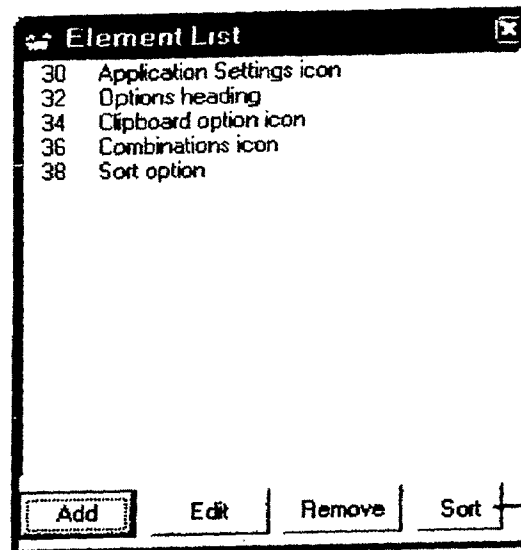 Element List
30 Application Settings icon
32 Options heading
34 Clipboard option icon
36 Combinations icon
38 Sort option
Add Edit Remove Sort